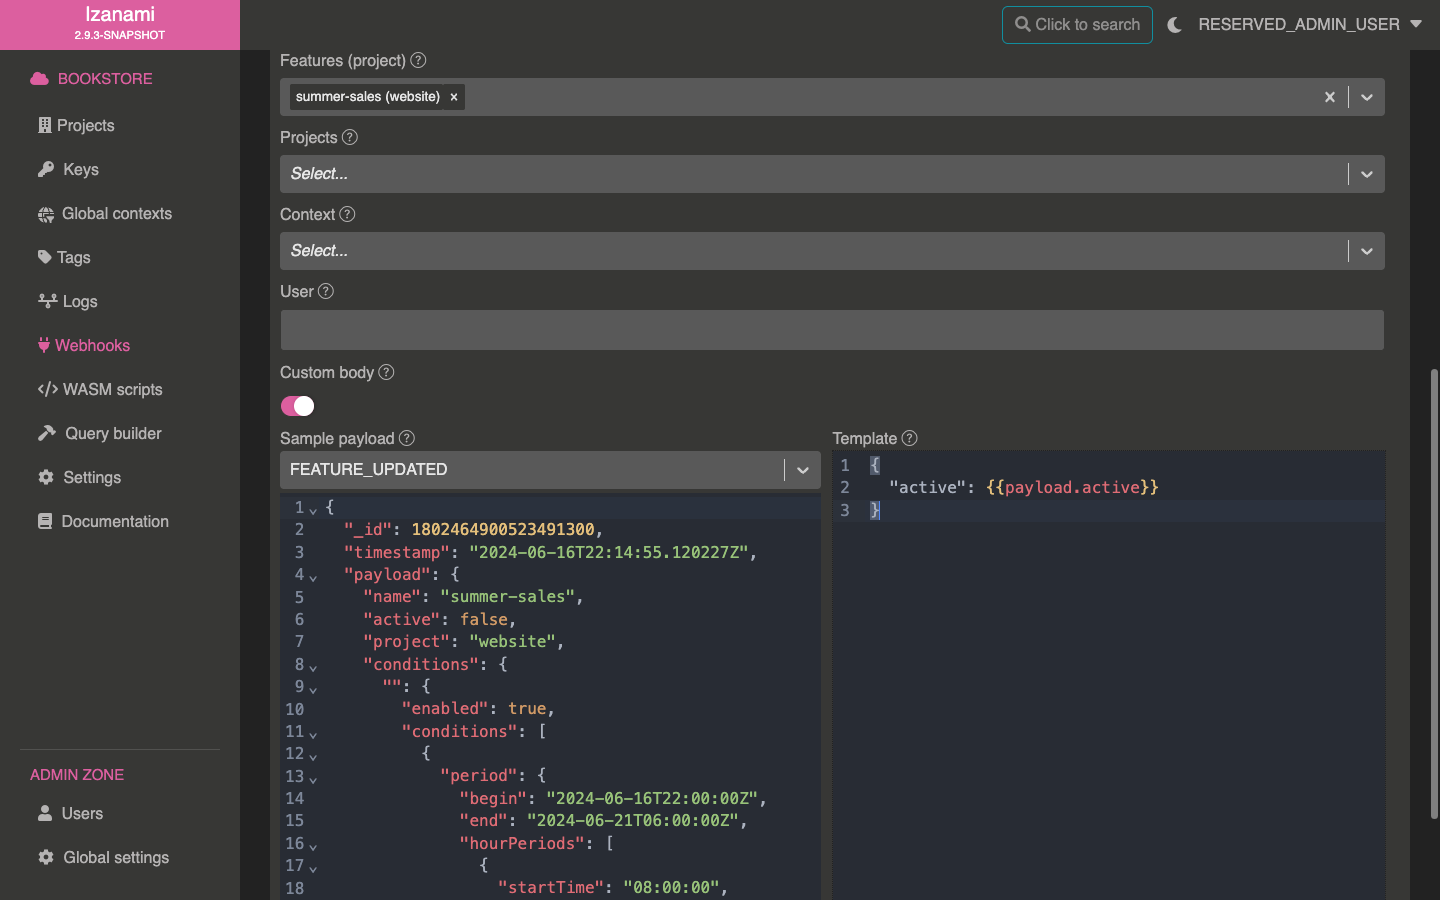 Izanami
2.9.3-SNAPSHOT
Click to search
RESERVED_ADMIN_USER
BOOKSTORE
Projects
Keys
Global contexts
Tags
Logs
Webhooks
WASM scripts
Query builder
Settings
Documentation
ADMIN ZONE
Users
Global settings
Features (project) ?
summer-sales (website) ×
Projects ?
Select...
Context ?
Select...
User ?
Custom body ?
Sample payload ?
FEATURE_UPDATED
1 {
2 "_id": 1802464900523491300,
3 "timestamp": "2024-06-16T22:14:55.120227Z",
4 "payload": {
5 "name": "summer-sales",
6 "active": false,
7 "project": "website",
8 "conditions": {
9 "": {
10 "enabled": true,
11 "conditions": [
12 {
13 "period": {
14 "begin": "2024-06-16T22:00:00Z",
15 "end": "2024-06-21T06:00:00Z",
16 "hourPeriods": [
17 {
18 "startTime": "08:00:00",
Template ?
1 {
2 "active": {{payload.active}}
3 }